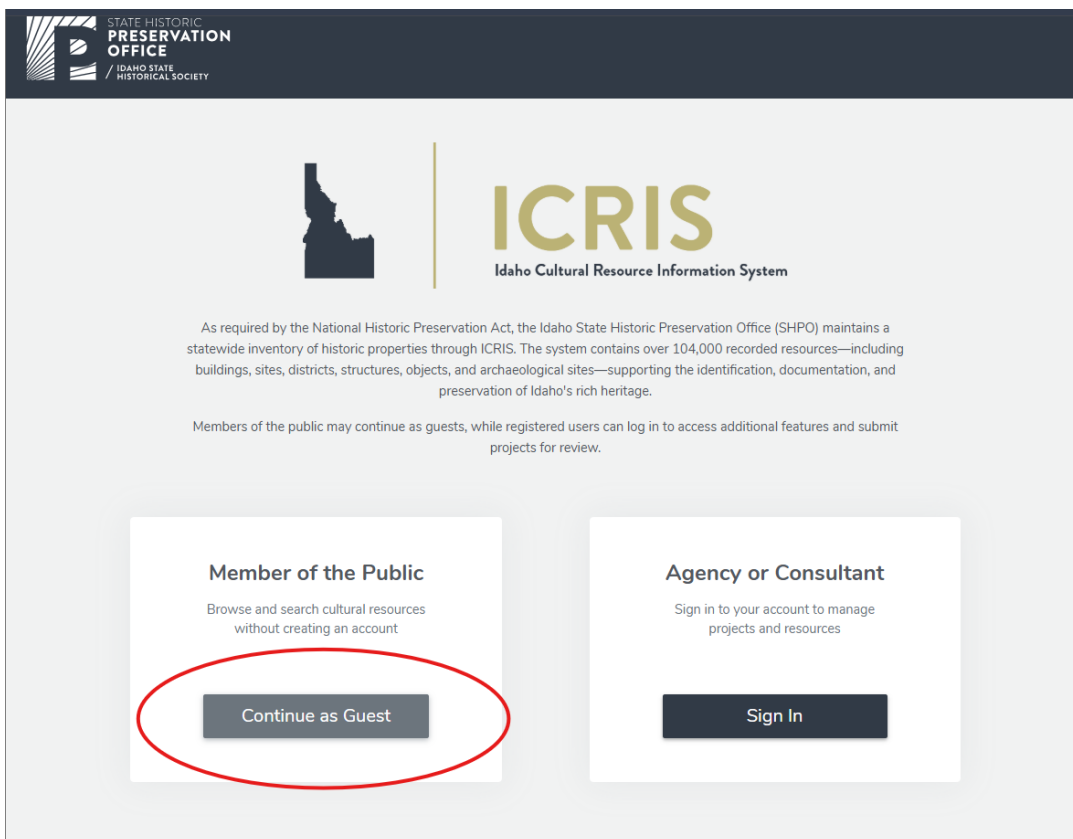 STATE HISTORIC
PRESERVATION
OFFICE
/ IDAHO STATE
HISTORICAL SOCIETY
ICRIS
Idaho Cultural Resource Information System
As required by the National Historic Preservation Act, the Idaho State Historic Preservation Office (SHPO) maintains a
statewide inventory of historic properties through ICRIS. The system contains over 104,000 recorded resources—including
buildings, sites, districts, structures, objects, and archaeological sites—supporting the identification, documentation, and
preservation of Idaho's rich heritage.
Members of the public may continue as guests, while registered users can log in to access additional features and submit
projects for review.
Member of the Public
Browse and search cultural resources
without creating an account
Continue as Guest
Agency or Consultant
Sign in to your account to manage
projects and resources
Sign In